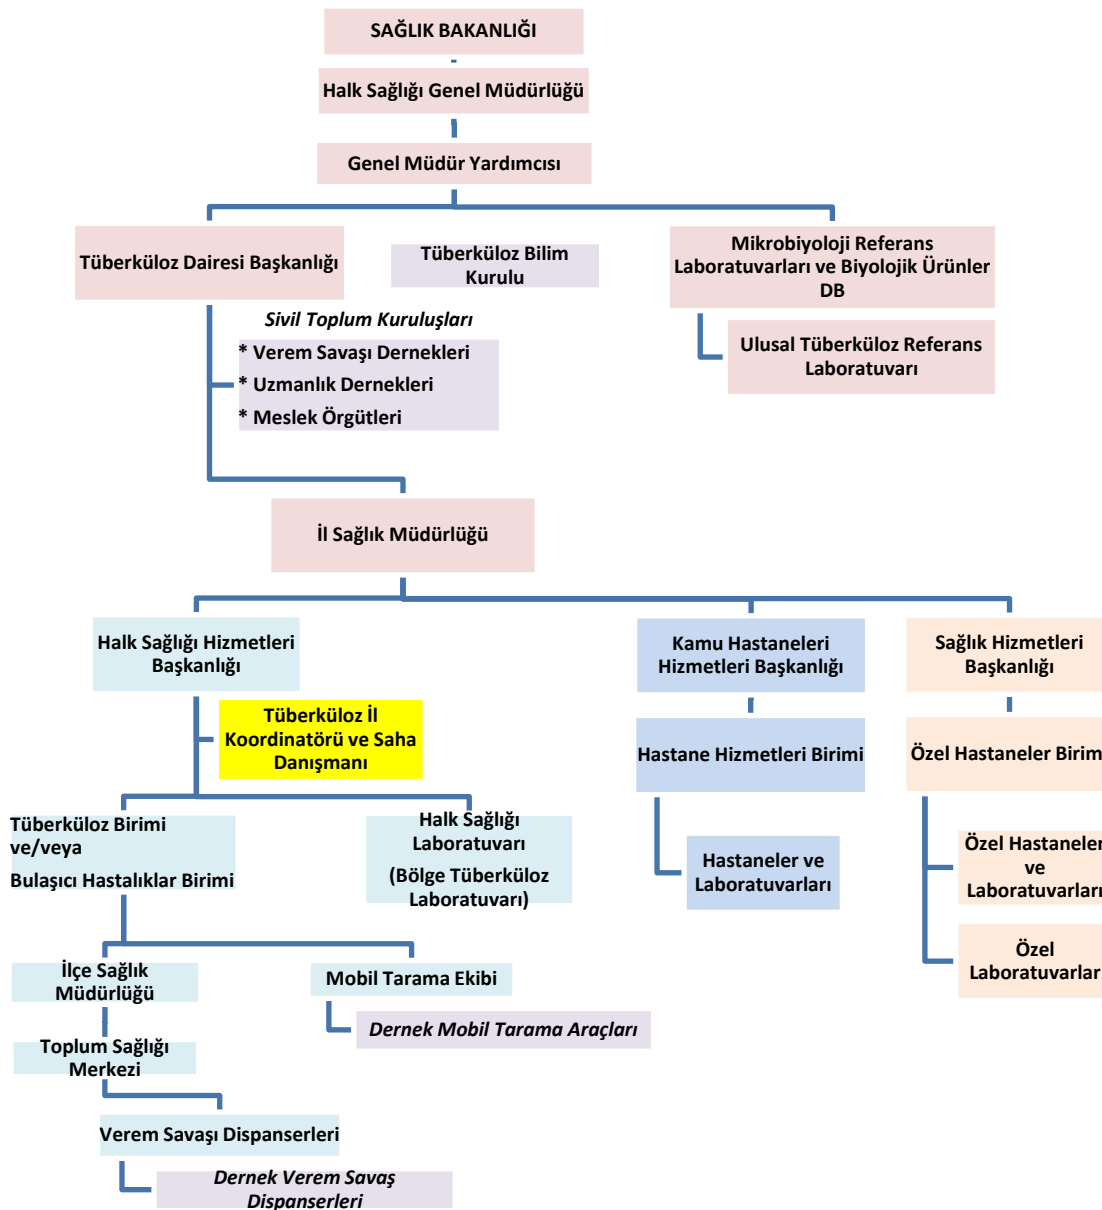 SAĞLIK BAKANLIĞI
Halk Sağlığı Genel Müdürlüğü
Genel Müdür Yardımcısı
Tüberküloz Dairesi Başkanlığı
Tüberküloz Bilim
Kurulu
Mikrobiyoloji Referans
Laboratuvarları ve Biyolojik Ürünler
DB
Sivil Toplum Kuruluşları
* Verem Savaşı Dernekleri
* Uzmanlık Dernekleri
* Meslek Örgütleri
Ulusal Tüberküloz Referans
Laboratuvarı
İl Sağlık Müdürlüğü
Halk Sağlığı Hizmetleri
Başkanlığı
Kamu Hastaneleri
Hizmetleri Başkanlığı
Sağlık Hizmetleri
Başkanlığı
Tüberküloz İl
Koordinatörü ve Saha
Danışmanı
Hastane Hizmetleri Birimi
Özel Hastaneler Birim
Tüberküloz Birimi
ve/veya
Bulaşıcı Hastalıklar Birimi
Halk Sağlığı
Laboratuvarı
(Bölge Tüberküloz
Laboratuvarı)
Hastaneler ve
Laboratuvarları
Özel Hastaneler
ve
Laboratuvarları
Özel
Laboratuvarlar
İlçe Sağlık
Müdürlüğü
Mobil Tarama Ekibi
Dernek Mobil Tarama Araçları
Toplum Sağlığı
Merkezi
Verem Savaşı Dispanserleri
Dernek Verem Savaş
Dispanserleri